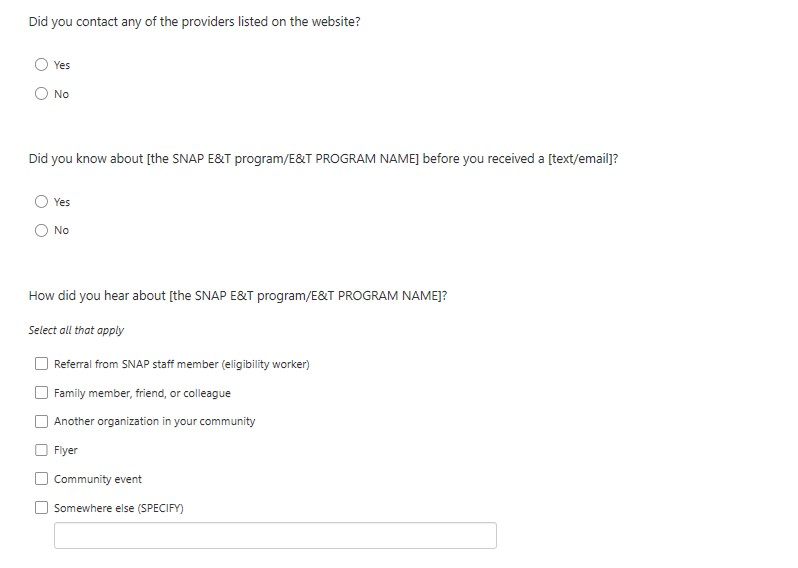 Did you contact any of the providers listed on the website?
Yes
No
Did you know about [the SNAP E&T program/E&T PROGRAM NAME] before you received a [text/email]?
Yes
No
How did you hear about [the SNAP E&T program/E&T PROGRAM NAME]?
Select all that apply
Referral from SNAP staff member (eligibility worker)
Family member, friend, or colleague
Another organization in your community
Flyer
Community event
Somewhere else (SPECIFY)